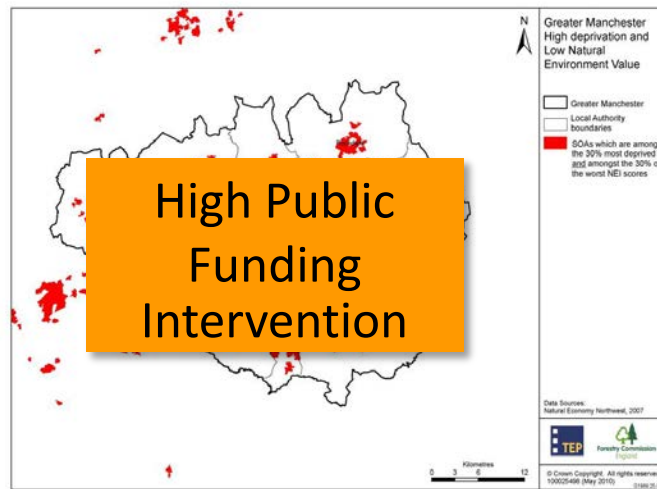 High Public
Funding
Intervention
N
Greater Manchester
High deprivation and
Low Natural
Environment Value
Greater Manchester
Local Authority
boundaries
SOAs which are among
the 30% most deprived
and amongst the 30% o
the worst NEI scores
Data Sources:
Natural Economy Northwest, 2007
TEP
Forestry Commission
England
Kilometres
0 3 6 12
© Crown Copyright. All rights reserve
100025498 (May 2010)